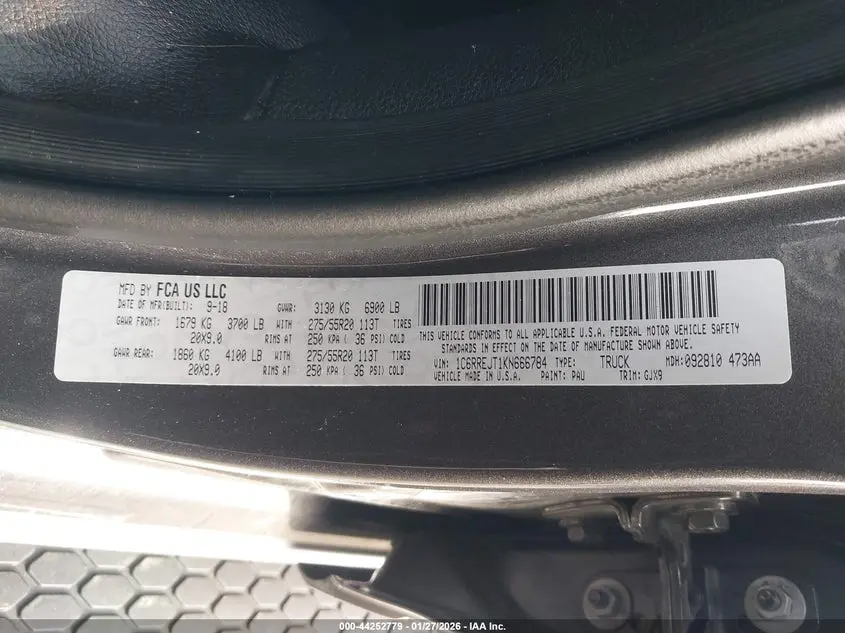 MFD BY FCA US LLC
DATE OF MFR(BUILT): 9-18 GVWR: 3130 KG 6900 LB
GAWR FRONT: 1679 KG 3700 LB WITH 275/55R20 113T TIRES
20X9.0 RIMS AT 250 KPA ( 36 PSI) COLD
GAWR REAR: 1860 KG 4100 LB WITH 275/55R20 113T TIRES
20X9.0 RIMS AT 250 KPA ( 36 PSI) COLD
THIS VEHICLE CONFORMS TO ALL APPLICABLE U.S.A. FEDERAL MOTOR VEHICLE SAFETY
STANDARDS IN EFFECT ON THE DATE OF MANUFACTURE SHOWN ABOVE.
VIN: 1C6RREJT1KN666784 TYPE: TRUCK MDH:092810 473AA
VEHICLE MADE IN U.S.A. PAINT: PAU TRIM: GJX9
000-44252779 - 01/27/2026 - IAA Inc.